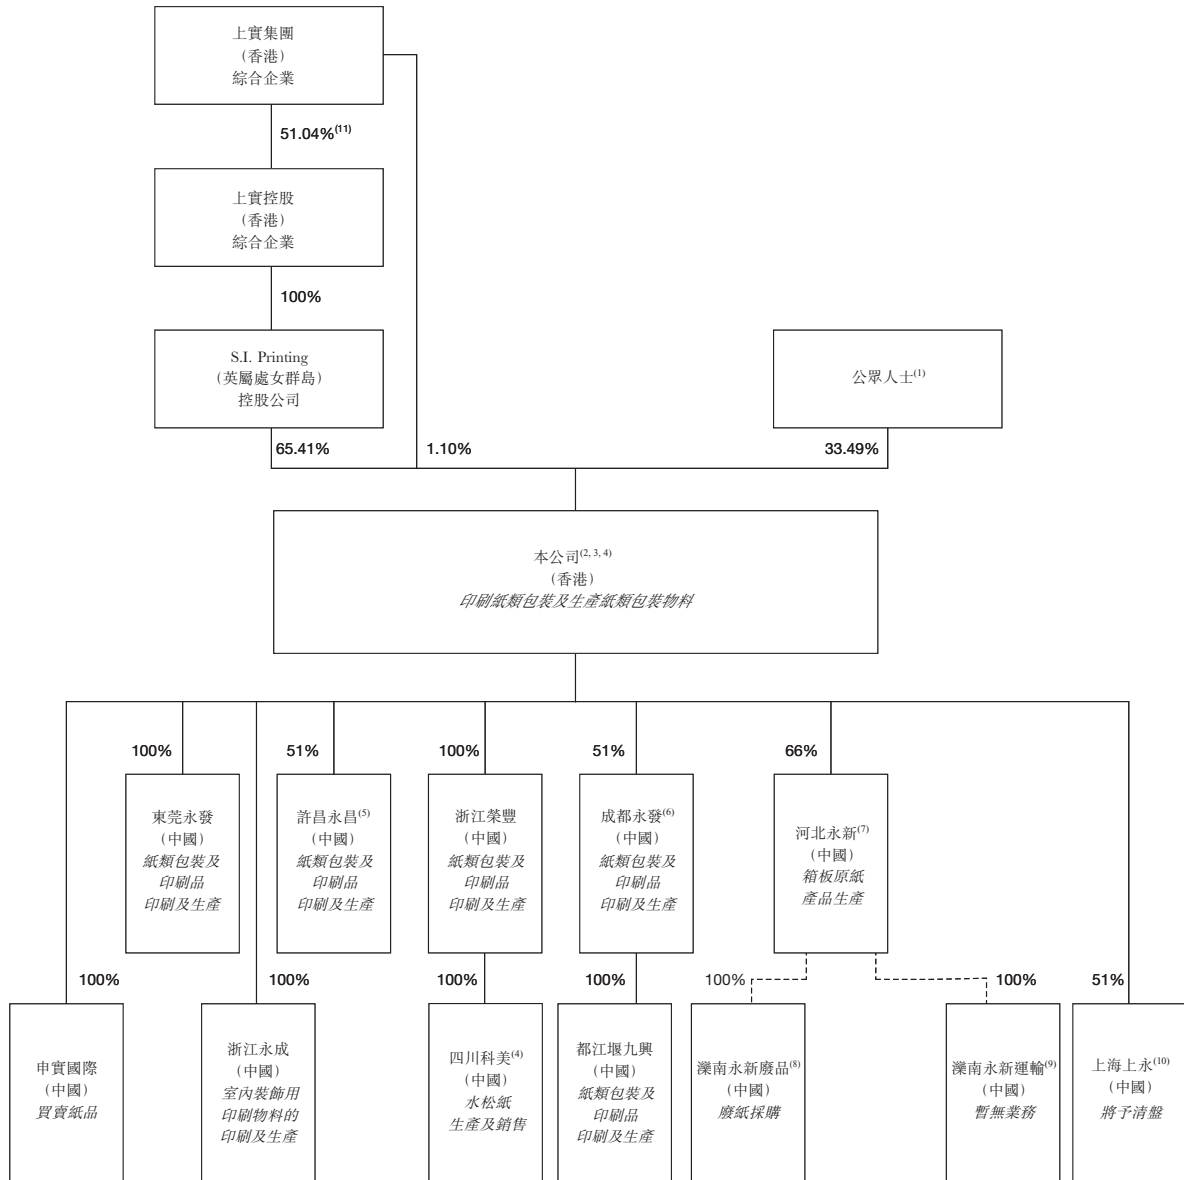 上實集團
(香港)
綜合企業
51.04%(11)
上實控股
(香港)
綜合企業
100%
S.I. Printing
(英屬處女群島)
控股公司
公眾人士(1)
65.41%
1.10%
33.49%
本公司(2, 3, 4)
(香港)
印刷紙類包裝及生產紙類包裝物料
100%
51%
100%
51%
66%
東莞永發
(中國)
紙類包裝及
印刷品
印刷及生產
許昌永昌(5)
(中國)
紙類包裝及
印刷品
印刷及生產
浙江榮豐
(中國)
紙類包裝及
印刷品
印刷及生產
成都永發(6)
(中國)
紙類包裝及
印刷品
印刷及生產
河北永新(7)
(中國)
箱板原紙
產品生產
100%
100%
100%
100%
100%
100%
51%
申實國際
(中國)
買賣紙品
浙江永成
(中國)
室內裝飾用
印刷物料的
印刷及生產
四川科美(4)
(中國)
水松紙
生產及銷售
都江堰九興
(中國)
紙類包裝及
印刷品
印刷及生產
灤南永新廢品(8)
(中國)
廢紙採購
灤南永新運輸(9)
(中國)
暫無業務
上海上永(10)
(中國)
將予清盤